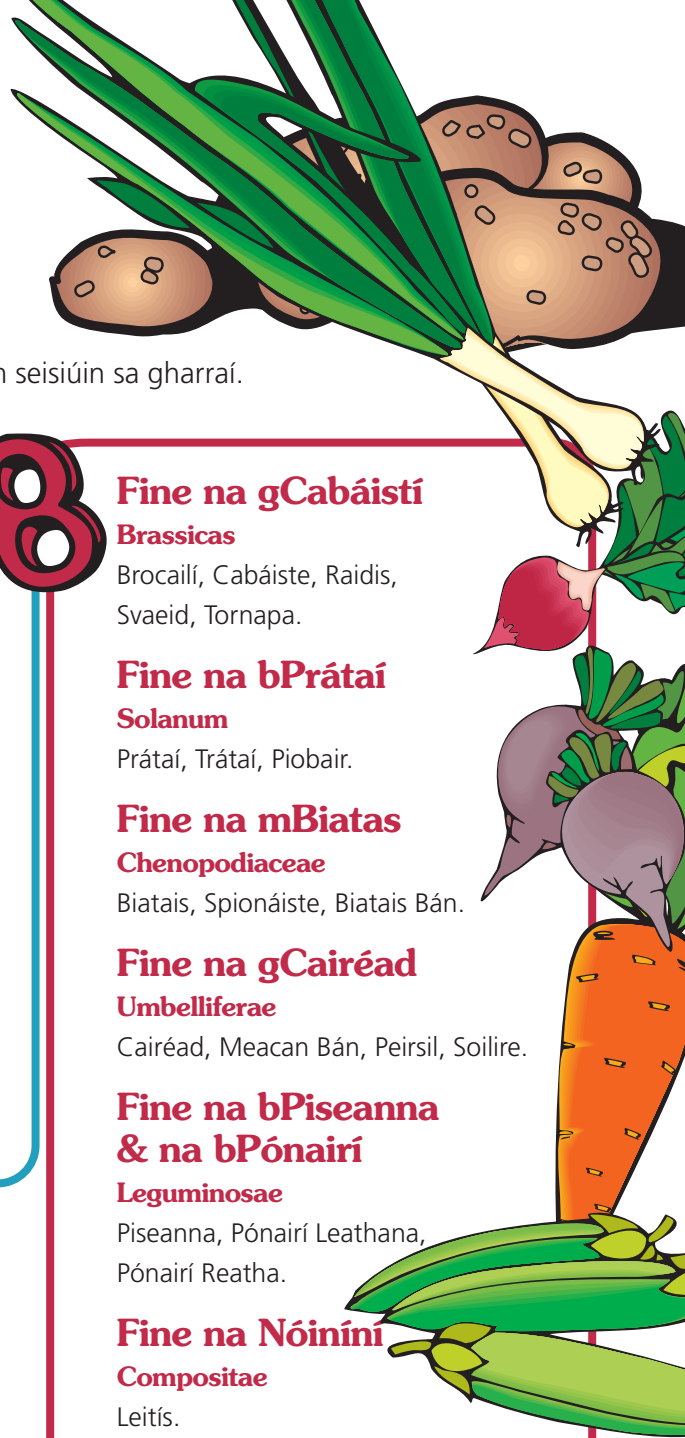 seisiúin sa gharraí.
8
Fine na gCabáistí
Brassicas
Brocailí, Cabáiste, Raidis,
Svaeid, Tornapa.
Fine na bPrátaí
Solanum
Prátaí, Trátaí, Piobair.
Fine na mBiatas
Chenopodiaceae
Biatais, Spionáiste, Biatais Bán.
Fine na gCairéad
Umbelliferae
Cairéad, Meacan Bán, Peirsil, Soilire.
Fine na bPiseanna
& na bPónairí
Leguminosae
Piseanna, Pónairí Leathana,
Pónairí Reatha.
Fine na Nóiníní
Compositae
Leitís.